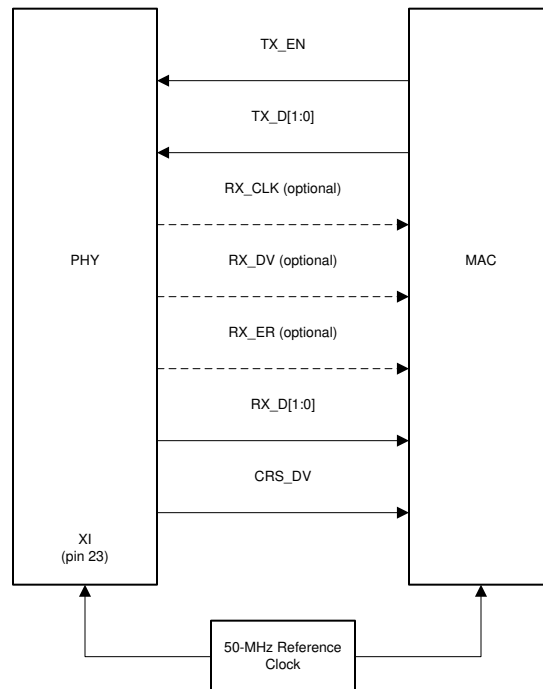 TX_EN
TX_D[1:0]
RX_CLK (optional)
PHY
RX_DV (optional)
MAC
RX_ER (optional)
RX_D[1:0]
CRS_DV
XI
(pin 23)
50-MHz Reference
Clock